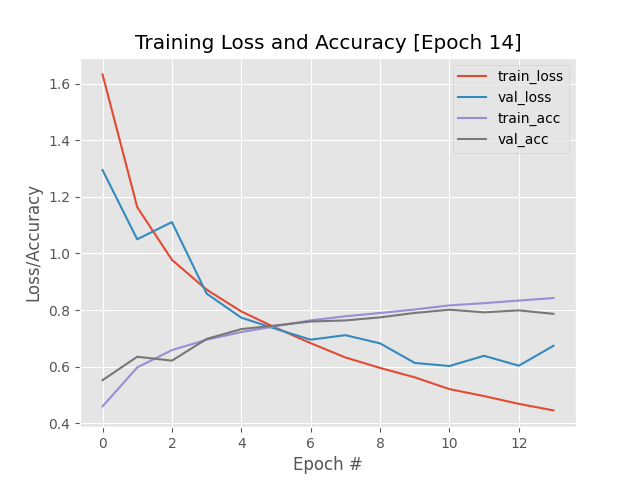 Training Loss and Accuracy [Epoch 14]
train_loss
val_loss
train_acc
val_acc
1.6
1.4
1.2
1.0
0.8
0.6
0.4
Loss/Accuracy
0 2 4 6 8 10 12
Epoch #